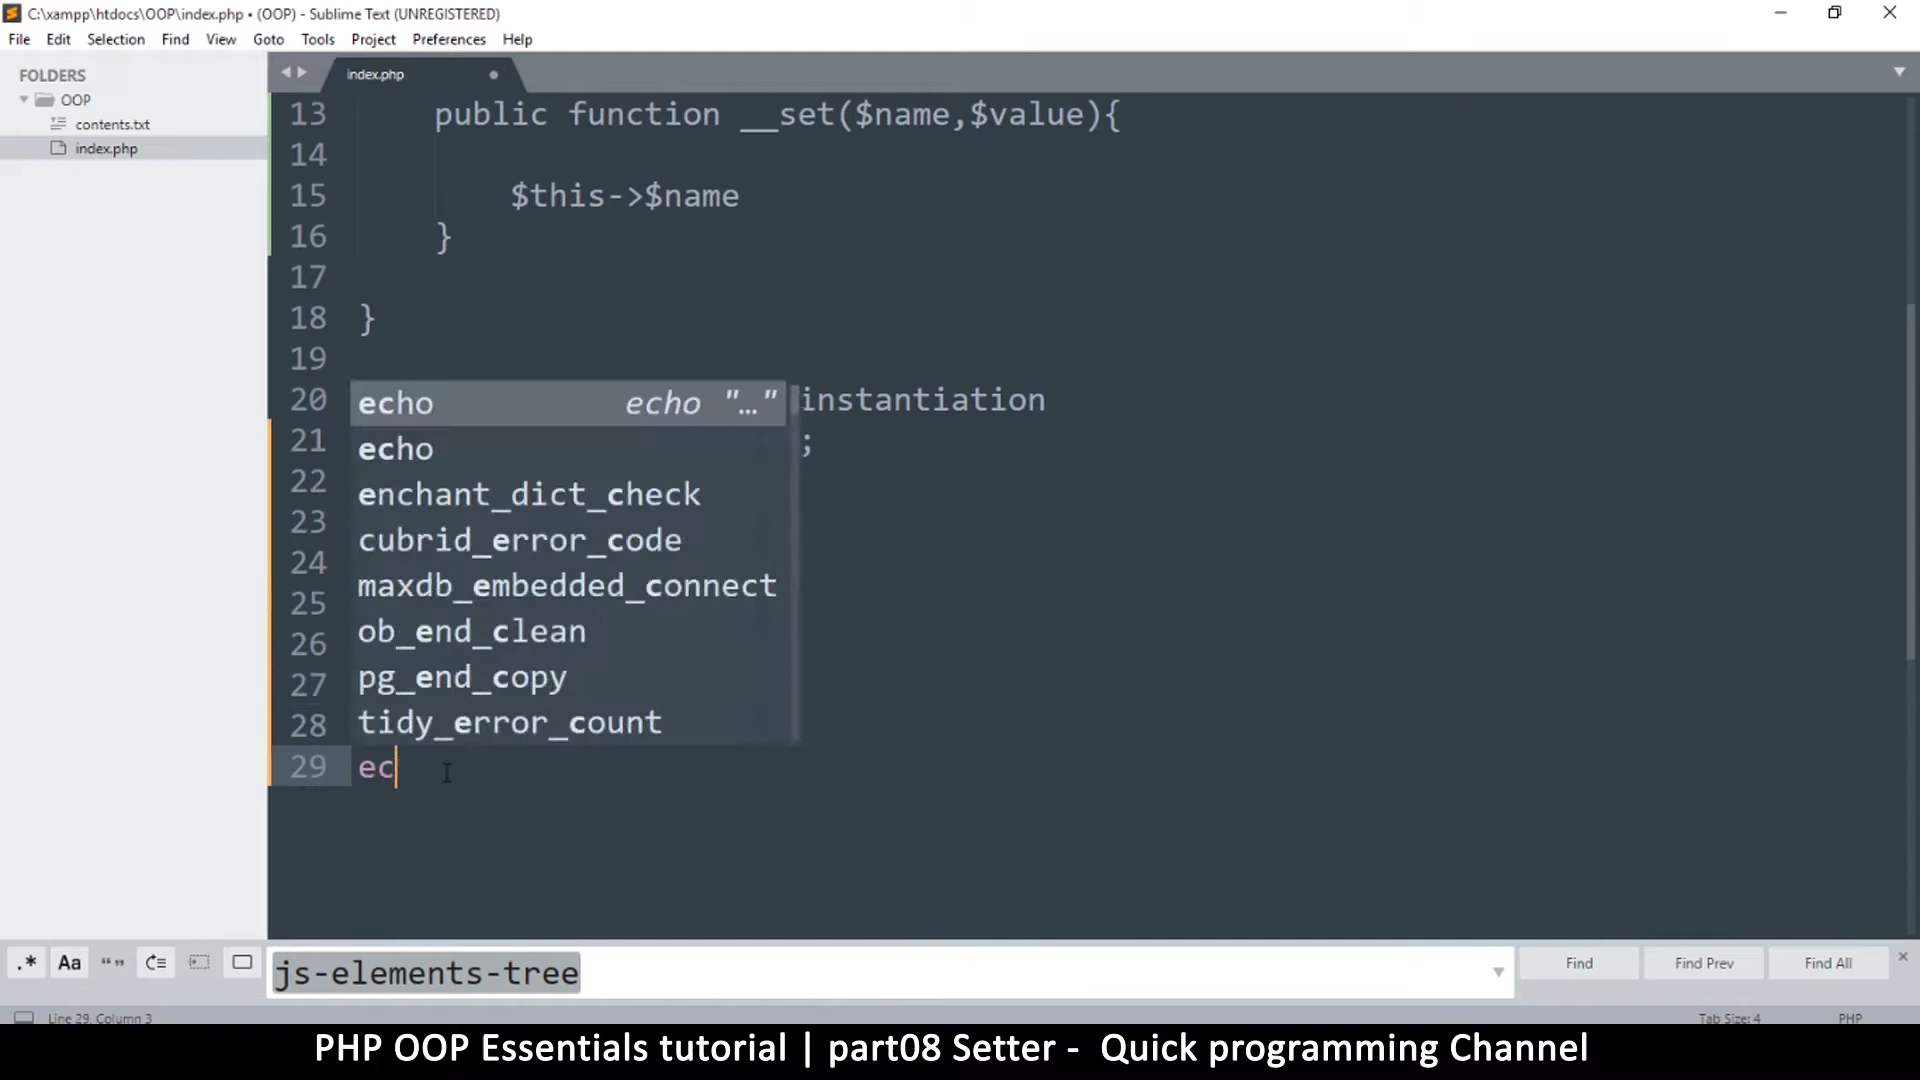 C:\xampp\htdocs\OOP\index.php • (OOP) - Sublime Text (UNREGISTERED)
File Edit Selection Find View Goto Tools Project Preferences Help
FOLDERS
OOP
contents.txt
index.php
index.php
13 public function __set($name,$value){
14
15 $this->$name
16 }
17
18 }
19
20 instantiation
21 ;
22
23
24
25
26
27
28
29 ec
echo echo "…"
echo
enchant_dict_check
cubrid_error_code
maxdb_embedded_connect
ob_end_clean
pg_end_copy
tidy_error_count
.* Aa “ ”
js-elements-tree
Find Find Prev Find All
Line 29, Column 3 Tab Size: 4 PHP
PHP OOP Essentials tutorial | part08 Setter - Quick programming Channel